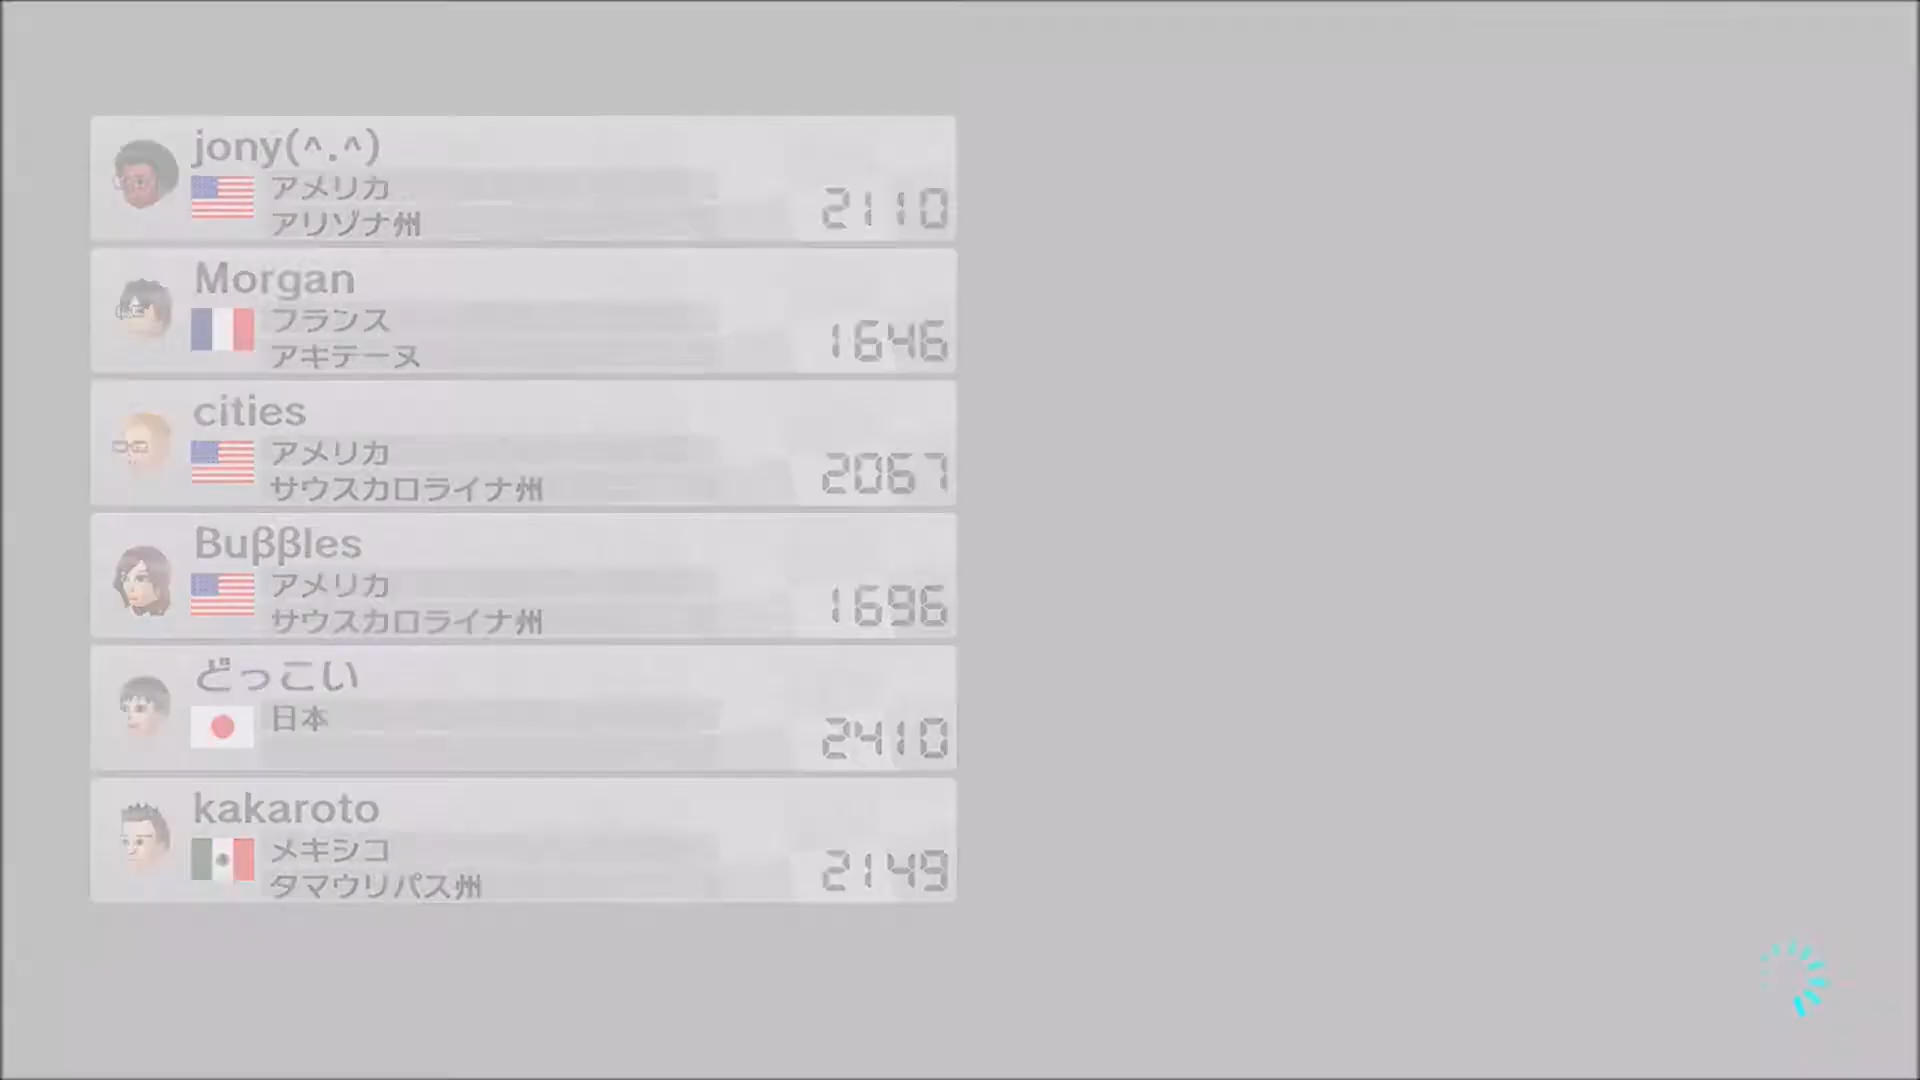 jony(^.^)
アメリカ
アリゾナ州
2110
Morgan
フランス
アキテーヌ
1646
cities
アメリカ
サウスカロライナ州
2067
Buββles
アメリカ
サウスカロライナ州
1696
どっこい
日本
2410
kakaroto
メキシコ
タマウリパス州
2149